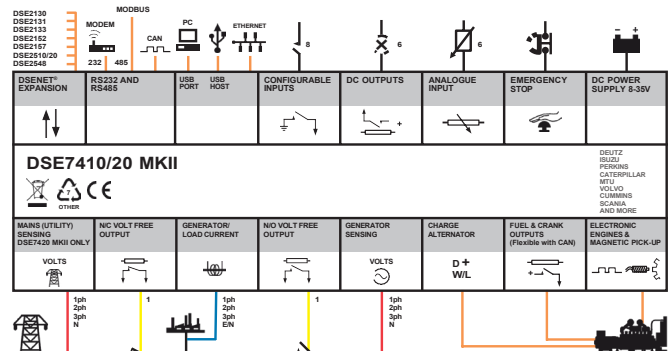 DSE2130
DSE2131
DSE2133
DSE2152
DSE2157
DSE2510/20
DSE2548
MODEM
MODBUS
232
485
CAN
PC
ETHERNET
8
6
6
DSENET®
EXPANSION
RS232 AND
RS485
USB
PORT
USB
HOST
CONFIGURABLE
INPUTS
DC OUTPUTS
ANALOGUE
INPUT
EMERGENCY
STOP
DC POWER
SUPPLY 8-35V
DSE7410/20 MKII
7
OTHER
CE
DEUTZ
ISUZU
PERKINS
CATERPILLAR
MTU
VOLVO
CUMMINS
SCANIA
AND MORE
MAINS (UTILITY)
SENSING
DSE7420 MKII ONLY
VOLTS
N/C VOLT FREE
OUTPUT
GENERATOR/
LOAD CURRENT
N/O VOLT FREE
OUTPUT
GENERATOR
SENSING
VOLTS
CHARGE
ALTERNATOR
D+
W/L
FUEL & CRANK
OUTPUTS
(Flexible with CAN)
ELECTRONIC
ENGINES &
MAGNETIC PICK-UP
1ph
2ph
3ph
N
1
1ph
2ph
3ph
E/N
1
1ph
2ph
3ph
N